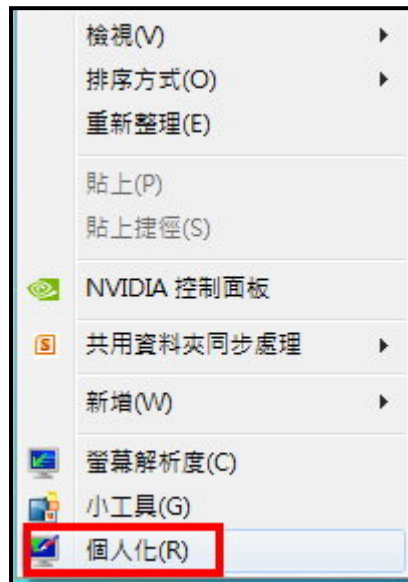 檢視(V)
排序方式(O)
重新整理(E)
貼上(P)
貼上捷徑(S)
NVIDIA 控制面板
共用資料夾同步處理
新增(W)
螢幕解析度(C)
小工具(G)
個人化(R)